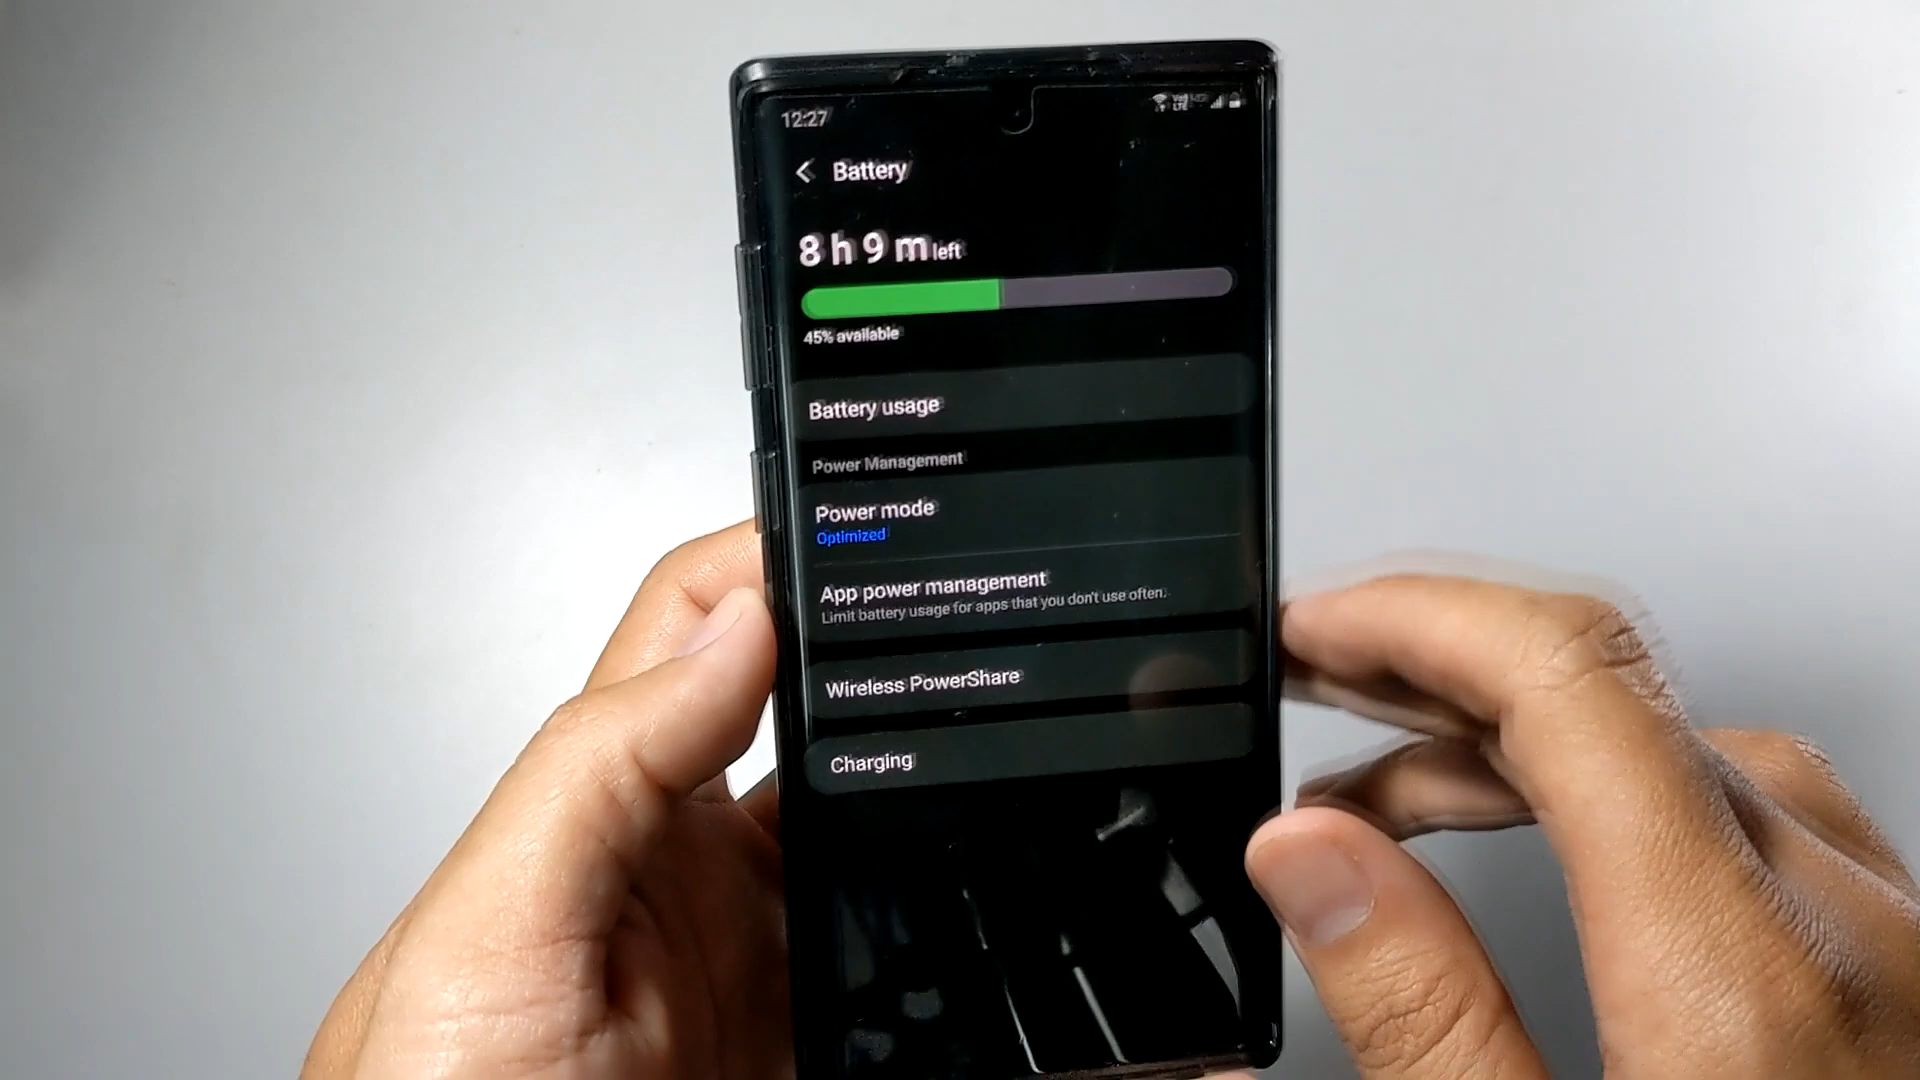 12:27
Battery
8 h 9 m left
45% available
Battery usage
Power Management
Power mode
Optimized
App power management
Limit battery usage for apps that you don't use often.
Wireless PowerShare
Charging